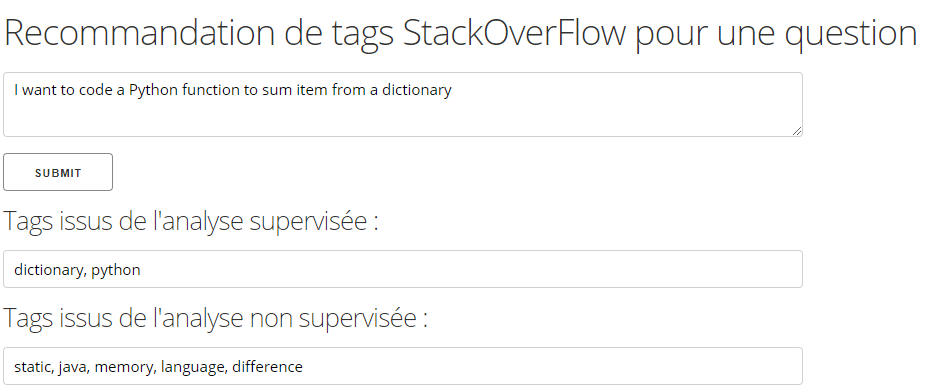 Recommandation de tags StackOverFlow pour une question
I want to code a Python function to sum item from a dictionary
SUBMIT
Tags issus de l'analyse supervisée :
dictionary, python
Tags issus de l'analyse non supervisée :
static, java, memory, language, difference